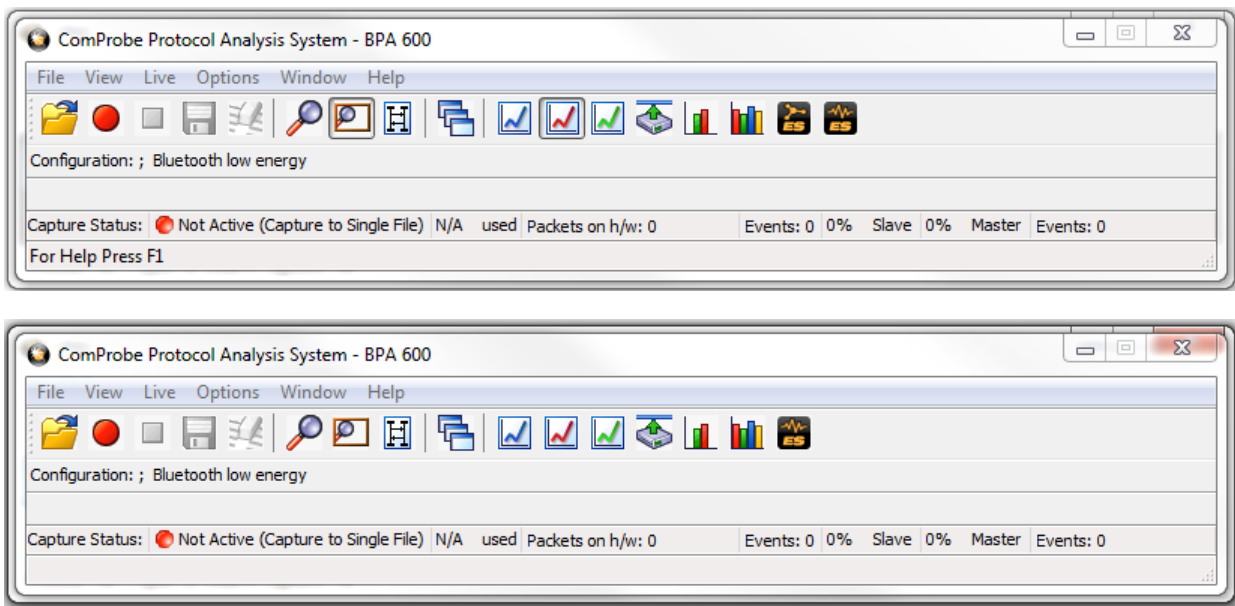 ComProbe Protocol Analysis System - BPA 600
File View Live Options Window Help
ES ES
Configuration: ; Bluetooth low energy
Capture Status: Not Active (Capture to Single File) N/A used Packets on h/w: 0 Events: 0 0% Slave 0% Master Events: 0
For Help Press F1
ComProbe Protocol Analysis System - BPA 600
File View Live Options Window Help
ES
Configuration: ; Bluetooth low energy
Capture Status: Not Active (Capture to Single File) N/A used Packets on h/w: 0 Events: 0 0% Slave 0% Master Events: 0